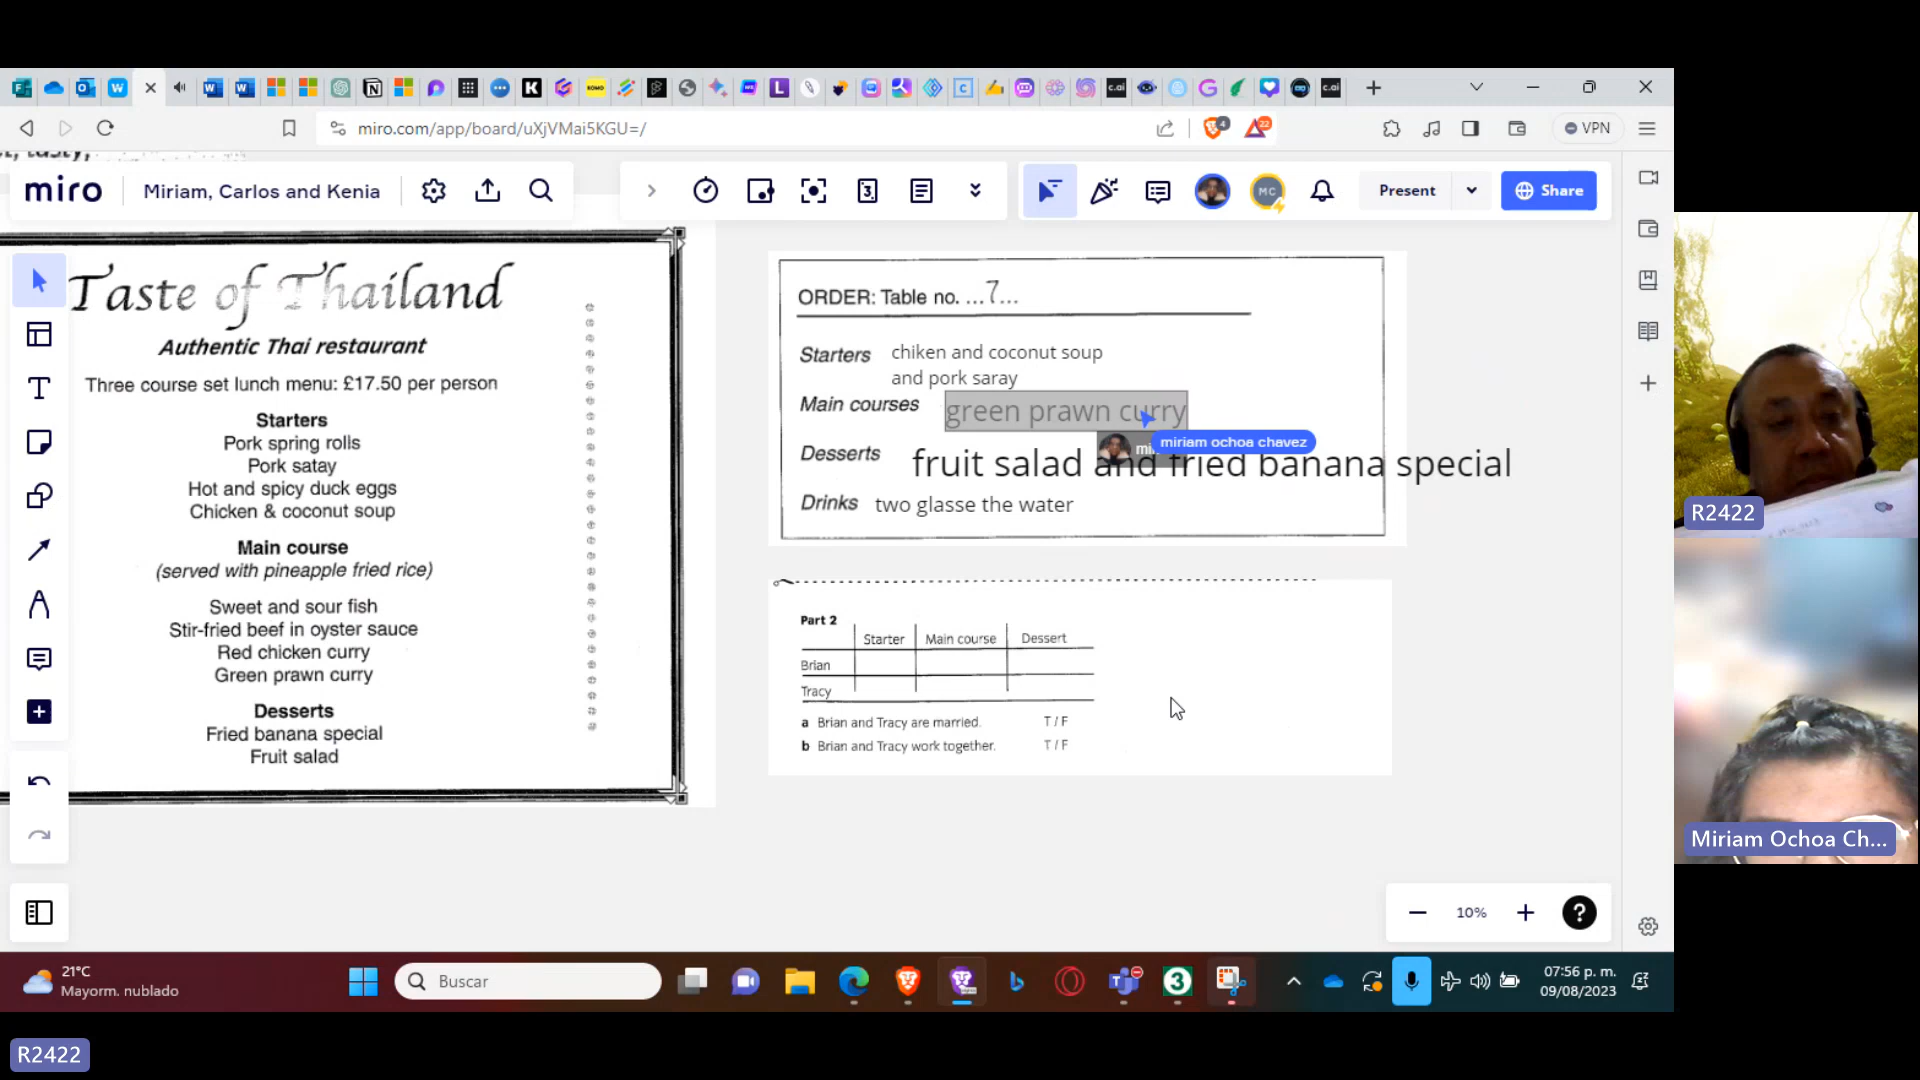 miro.com/app/board/uXjVMai5KGU=/
4
22
VPN
miro
Miriam, Carlos and Kenia
3
MC
Present
Share
Taste of Thailand
Authentic Thai restaurant
Three course set lunch menu: £17.50 per person
Starters
Pork spring rolls
Pork satay
Hot and spicy duck eggs
Chicken & coconut soup
Main course
(served with pineapple fried rice)
Sweet and sour fish
Stir-fried beef in oyster sauce
Red chicken curry
Green prawn curry
Desserts
Fried banana special
Fruit salad
ORDER: Table no. ...7...
Starters chiken and coconut soup
and pork saray
Main courses green prawn curry
miriam ochoa chavez
Desserts fruit salad and fried banana special
Drinks two glasse the water
Part 2
Starter Main course Dessert
Brian
Tracy
a Brian and Tracy are married. T / F
b Brian and Tracy work together. T / F
10%
?
R2422
Miriam Ochoa Ch...
21°C
Mayorm. nublado
Buscar
07:56 p. m.
09/08/2023
R2422